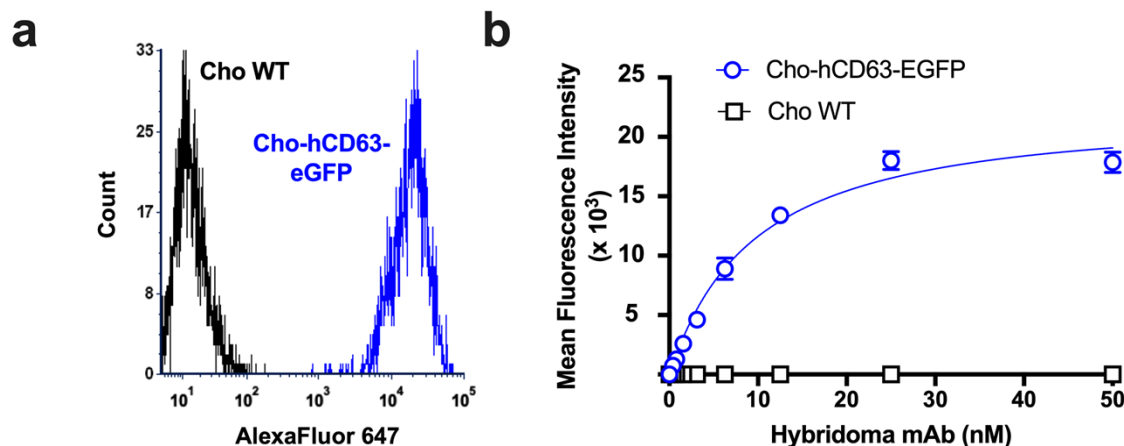 a
33
25
17
8
0
Count
Cho WT
Cho-hCD63-
eGFP
10¹ 10² 10³ 10⁴ 10⁵
AlexaFluor 647
b
Mean Fluorescence Intensity
(x 10³)
25
20
15
10
5
Cho-hCD63-EGFP
Cho WT
0 10 20 30 40 50
Hybridoma mAb (nM)